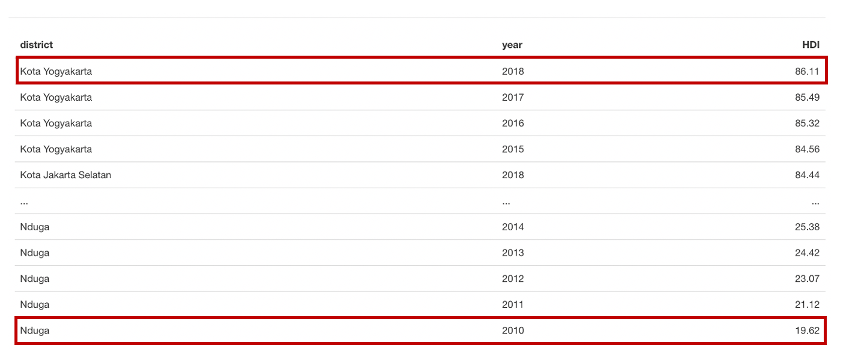 district year HDI
Kota Yogyakarta 2018 86.11
Kota Yogyakarta 2017 85.49
Kota Yogyakarta 2016 85.32
Kota Yogyakarta 2015 84.56
Kota Jakarta Selatan 2018 84.44
... ... ...
Nduga 2014 25.38
Nduga 2013 24.42
Nduga 2012 23.07
Nduga 2011 21.12
Nduga 2010 19.62